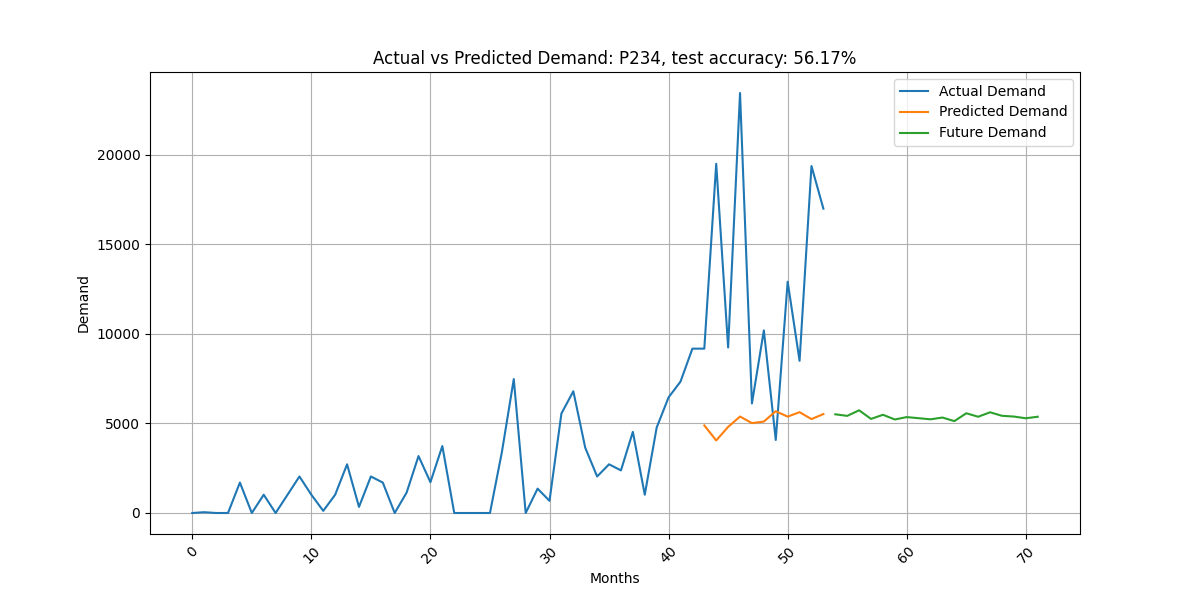 Actual vs Predicted Demand: P234, test accuracy: 56.17%
Actual Demand
Predicted Demand
Future Demand
Demand
20000
15000
10000
5000
0
0 10 20 30 40 50 60 70
Months